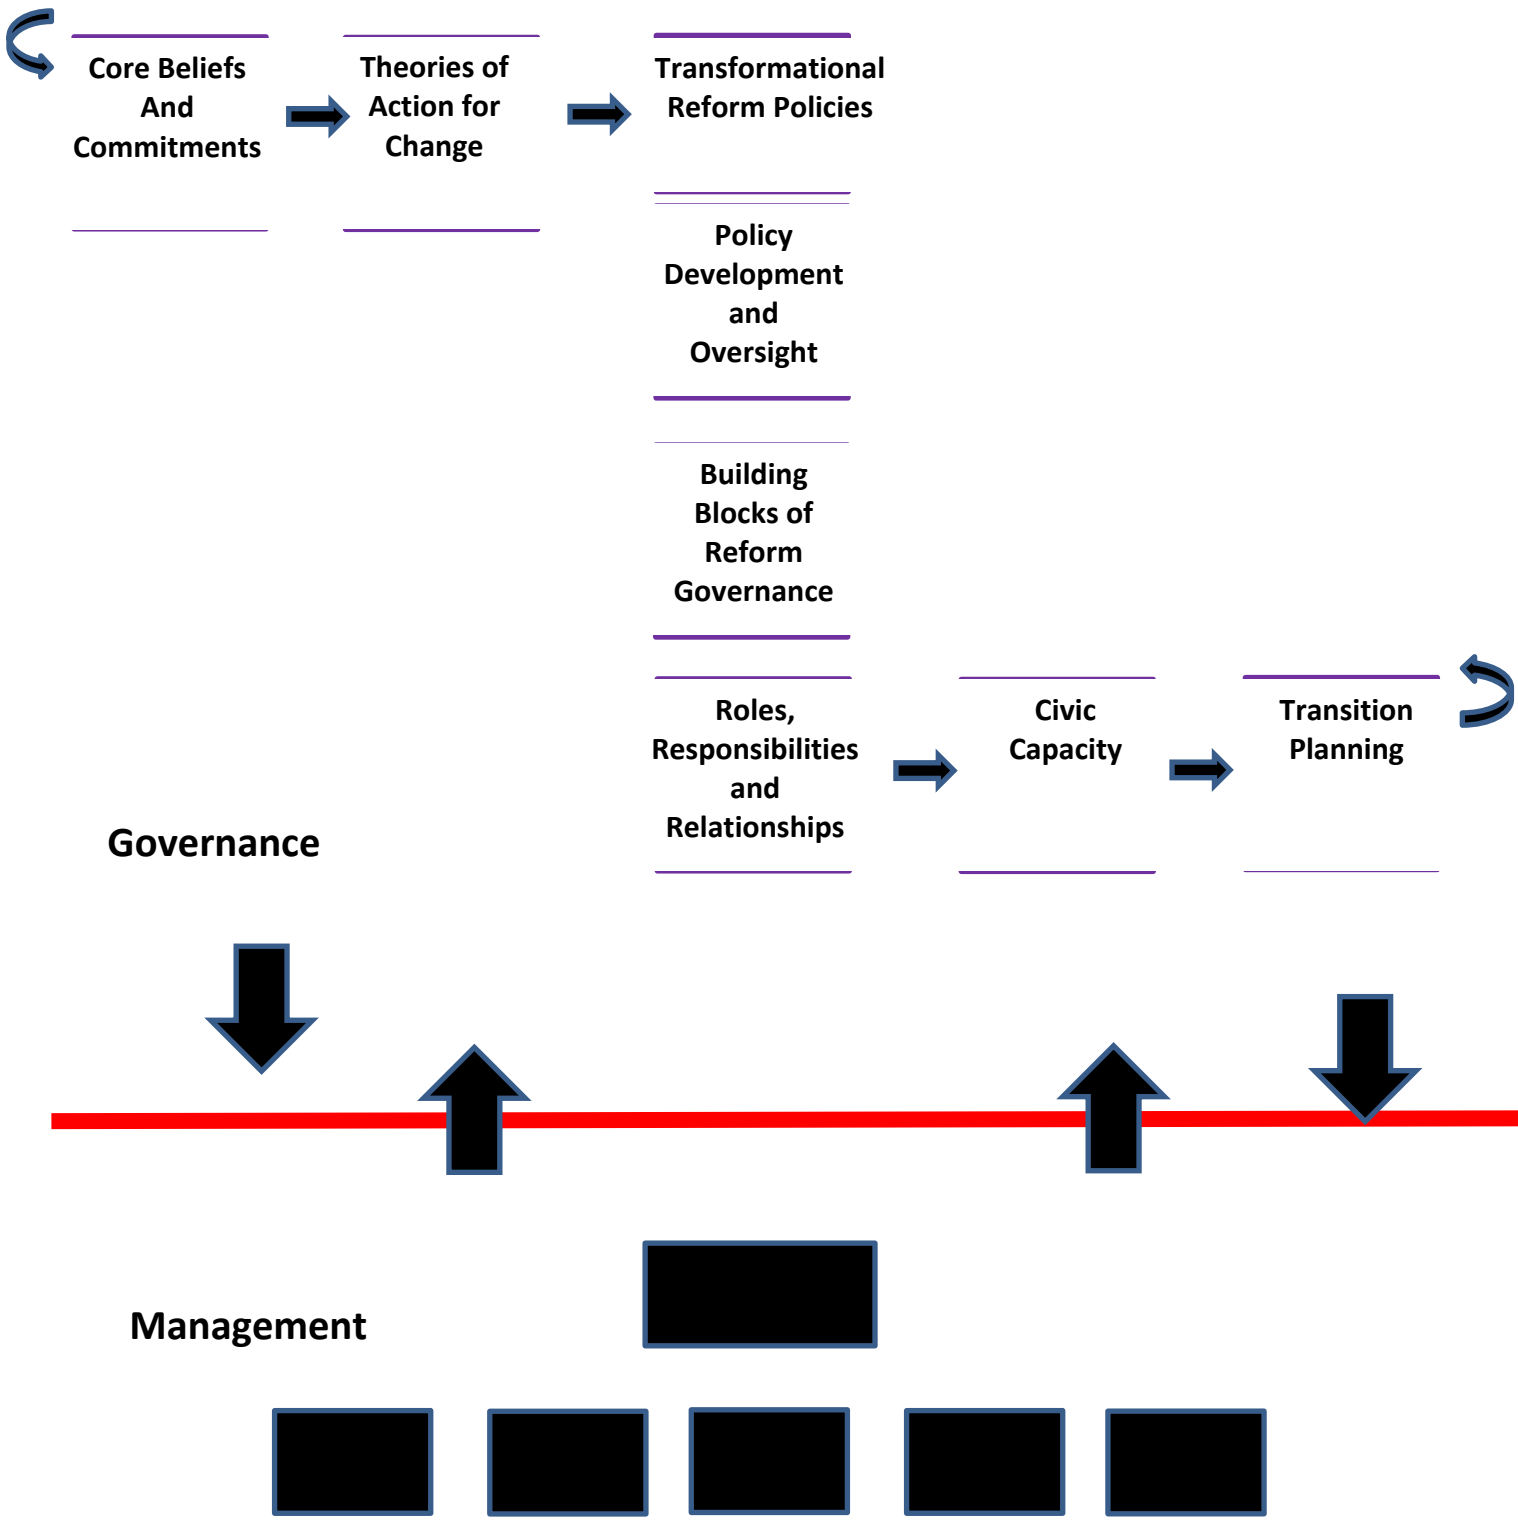 Core Beliefs
And
Commitments
Theories of
Action for
Change
Transformational
Reform Policies
Policy
Development
and
Oversight
Building
Blocks of
Reform
Governance
Roles,
Responsibilities
and
Relationships
Civic
Capacity
Transition
Planning
Governance
Management